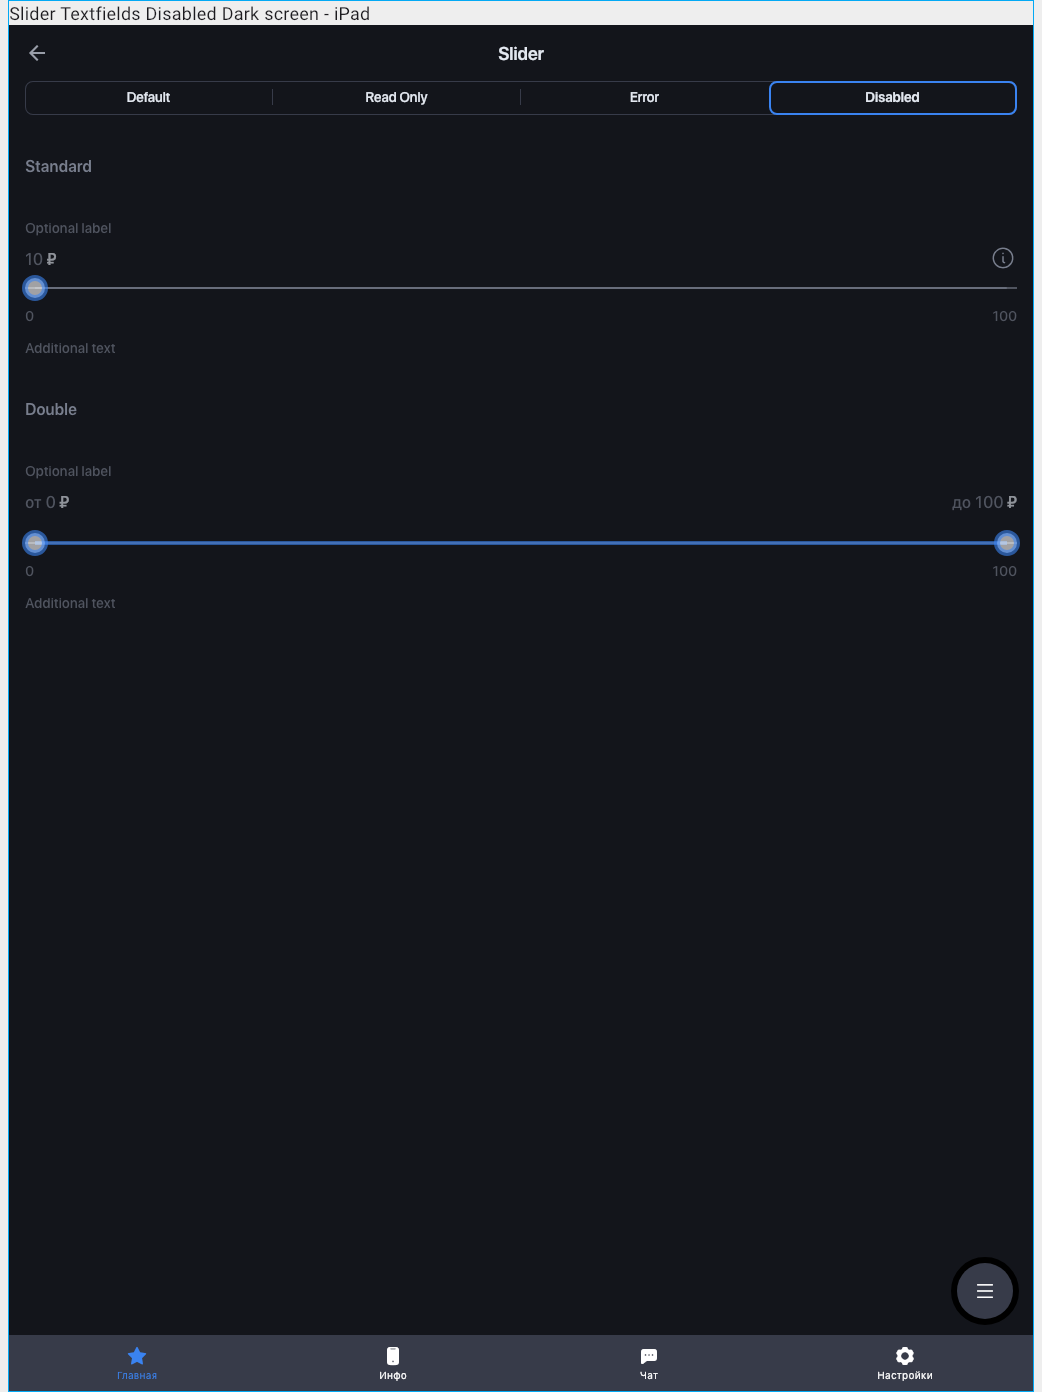 Slider Textfields Disabled Dark screen - iPad
Slider
Default Read Only Error Disabled
Standard
Optional label
10 ₽
0 100
Additional text
Double
Optional label
от 0 ₽ до 100 ₽
0 100
Additional text
Главная Инфо Чат Настройки